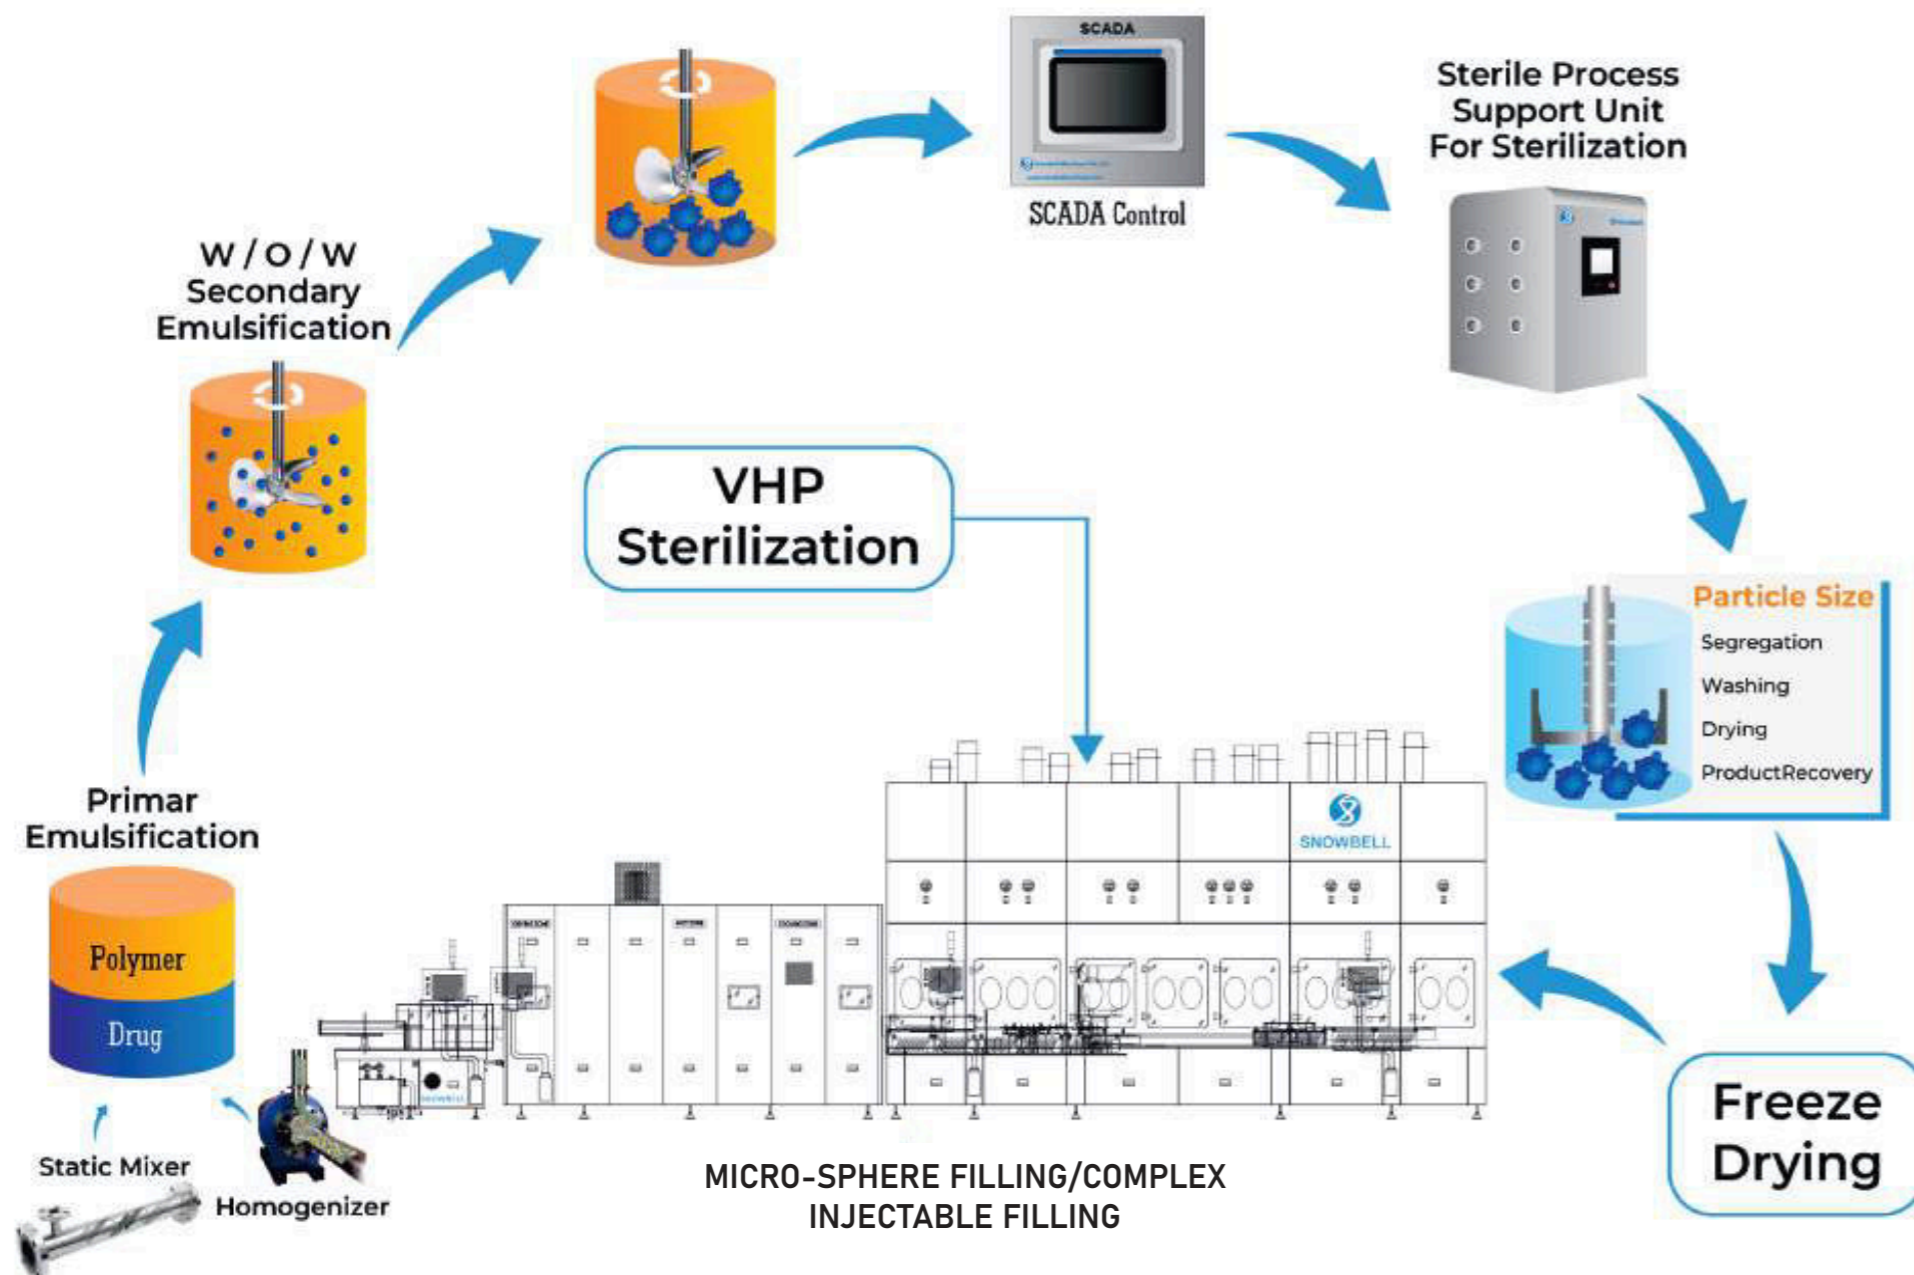 SCADA
SCADA Control
Sterile Process
Support Unit
For Sterilization
W / O / W
Secondary
Emulsification
VHP
Sterilization
Particle Size
Segregation
Washing
Drying
ProductRecovery
SNOWBELL
Primar
Emulsification
Polymer
Drug
SNOWBELL
Static Mixer
Homogenizer
MICRO-SPHERE FILLING/COMPLEX
INJECTABLE FILLING
Freeze
Drying